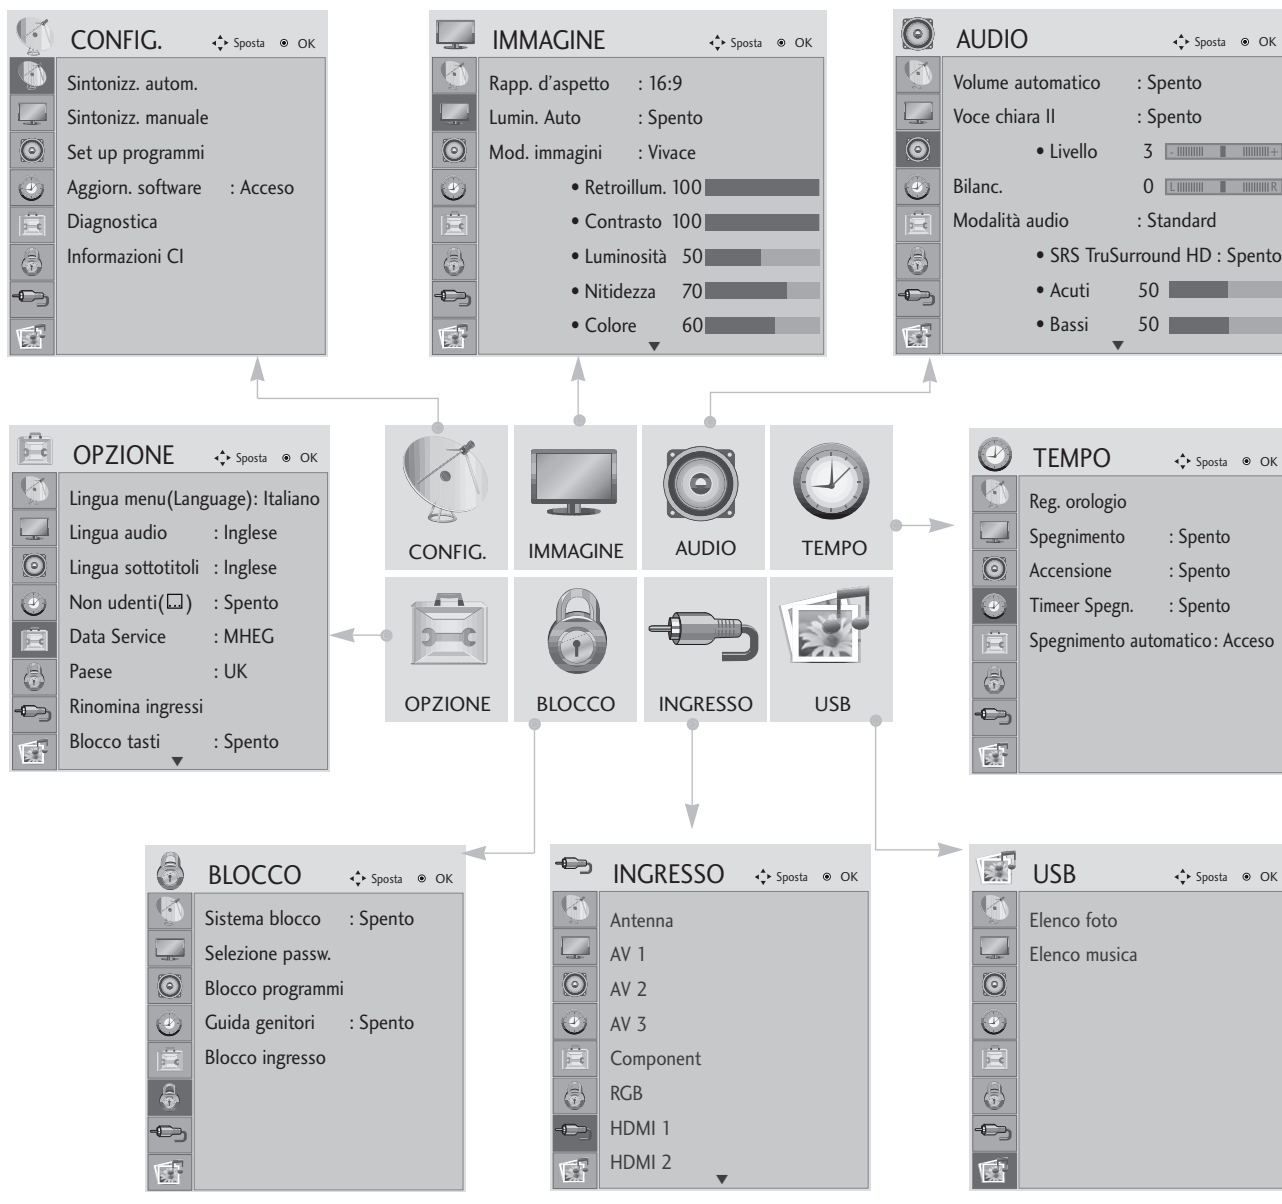 CONFIG. Sposta OK
Sintonizz. autom.
Sintonizz. manuale
Set up programmi
Aggiorn. software : Acceso
Diagnostica
Informazioni CI
IMMAGINE Sposta OK
Rapp. d'aspetto : 16:9
Lumin. Auto : Spento
Mod. immagini : Vivace
• Retroillum. 100
• Contrasto 100
• Luminosità 50
• Nitidezza 70
• Colore 60
AUDIO Sposta OK
Volume automatico : Spento
Voce chiara II : Spento
• Livello 3 - +
Bilanc. 0 L R
Modalità audio : Standard
• SRS TruSurround HD : Spento
• Acuti 50
• Bassi 50
OPZIONE Sposta OK
Lingua menu(Language) : Italiano
Lingua audio : Inglese
Lingua sottotitoli : Inglese
Non udenti( ) : Spento
Data Service : MHEG
Paese : UK
Rinomina ingressi
Blocco tasti : Spento
CONFIG.
IMMAGINE
AUDIO
TEMPO
OPZIONE
BLOCCO
INGRESSO
USB
TEMPO Sposta OK
Reg. orologio
Spegnimento : Spento
Accensione : Spento
Timeer Spegn. : Spento
Spegnimento automatico : Acceso
BLOCCO Sposta OK
Sistema blocco : Spento
Selezione passw.
Blocco programmi
Guida genitori : Spento
Blocco ingresso
INGRESSO Sposta OK
Antenna
AV 1
AV 2
AV 3
Component
RGB
HDMI 1
HDMI 2
USB Sposta OK
Elenco foto
Elenco musica